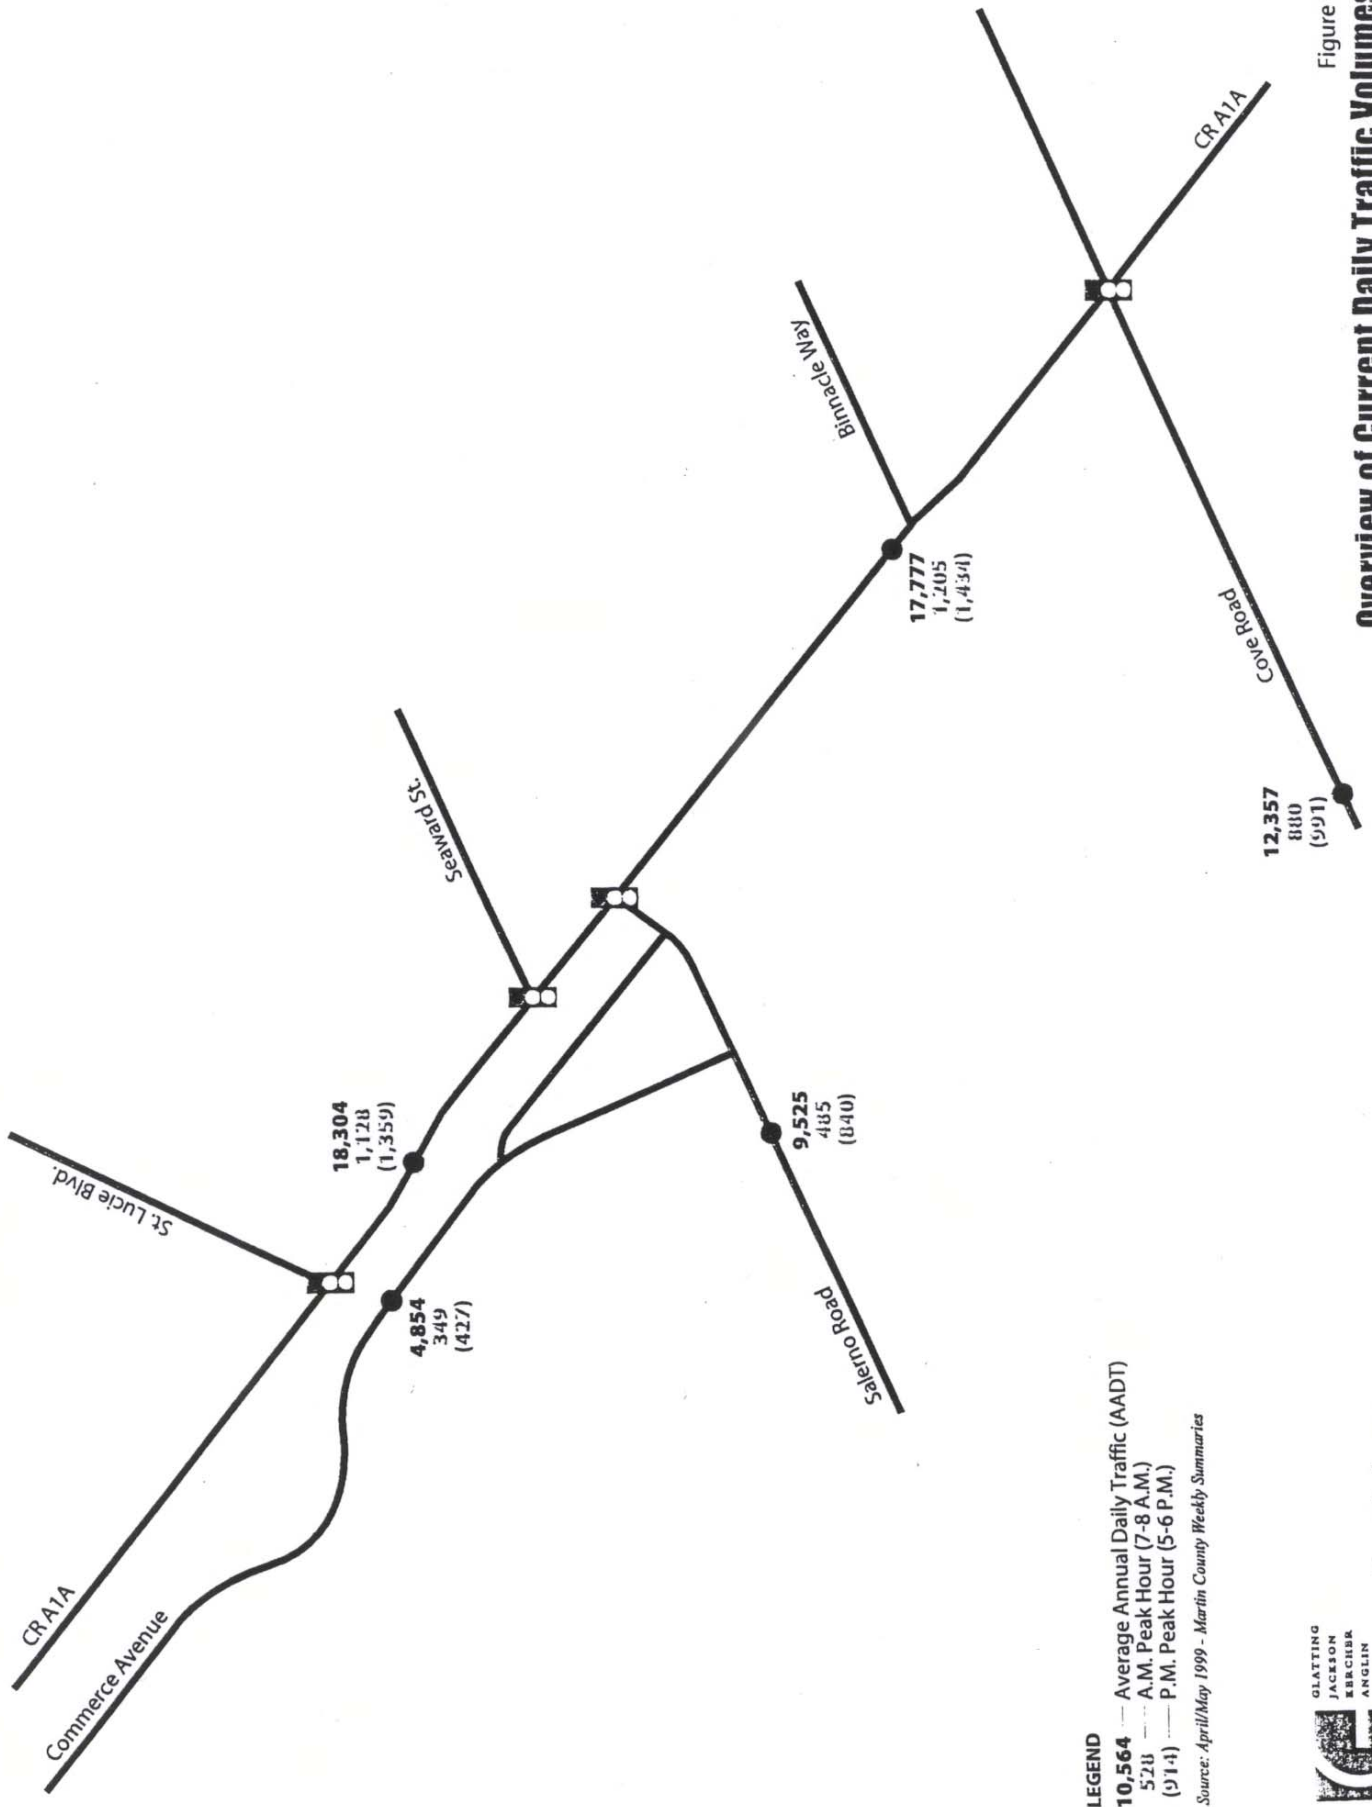 CR A1A
Commerce Avenue
St. Lucie Blvd.
18,304
1,128
(1,359)
4,854
349
(427)
Seaward St.
9,525
485
(840)
Salerno Road
Binnacle Way
17,777
1,205
(1,434)
CR A1A
Cove Road
12,357
880
(991)
LEGEND
10,564 — Average Annual Daily Traffic (AADT)
528 — A.M. Peak Hour (7-8 A.M.)
(914) — P.M. Peak Hour (5-6 P.M.)
Source: April/May 1999 - Martin County Weekly Summaries
GLATTING
JACKSON
KERCHER
ANGLIN
Figure
Overview of Current Daily Traffic Volumes